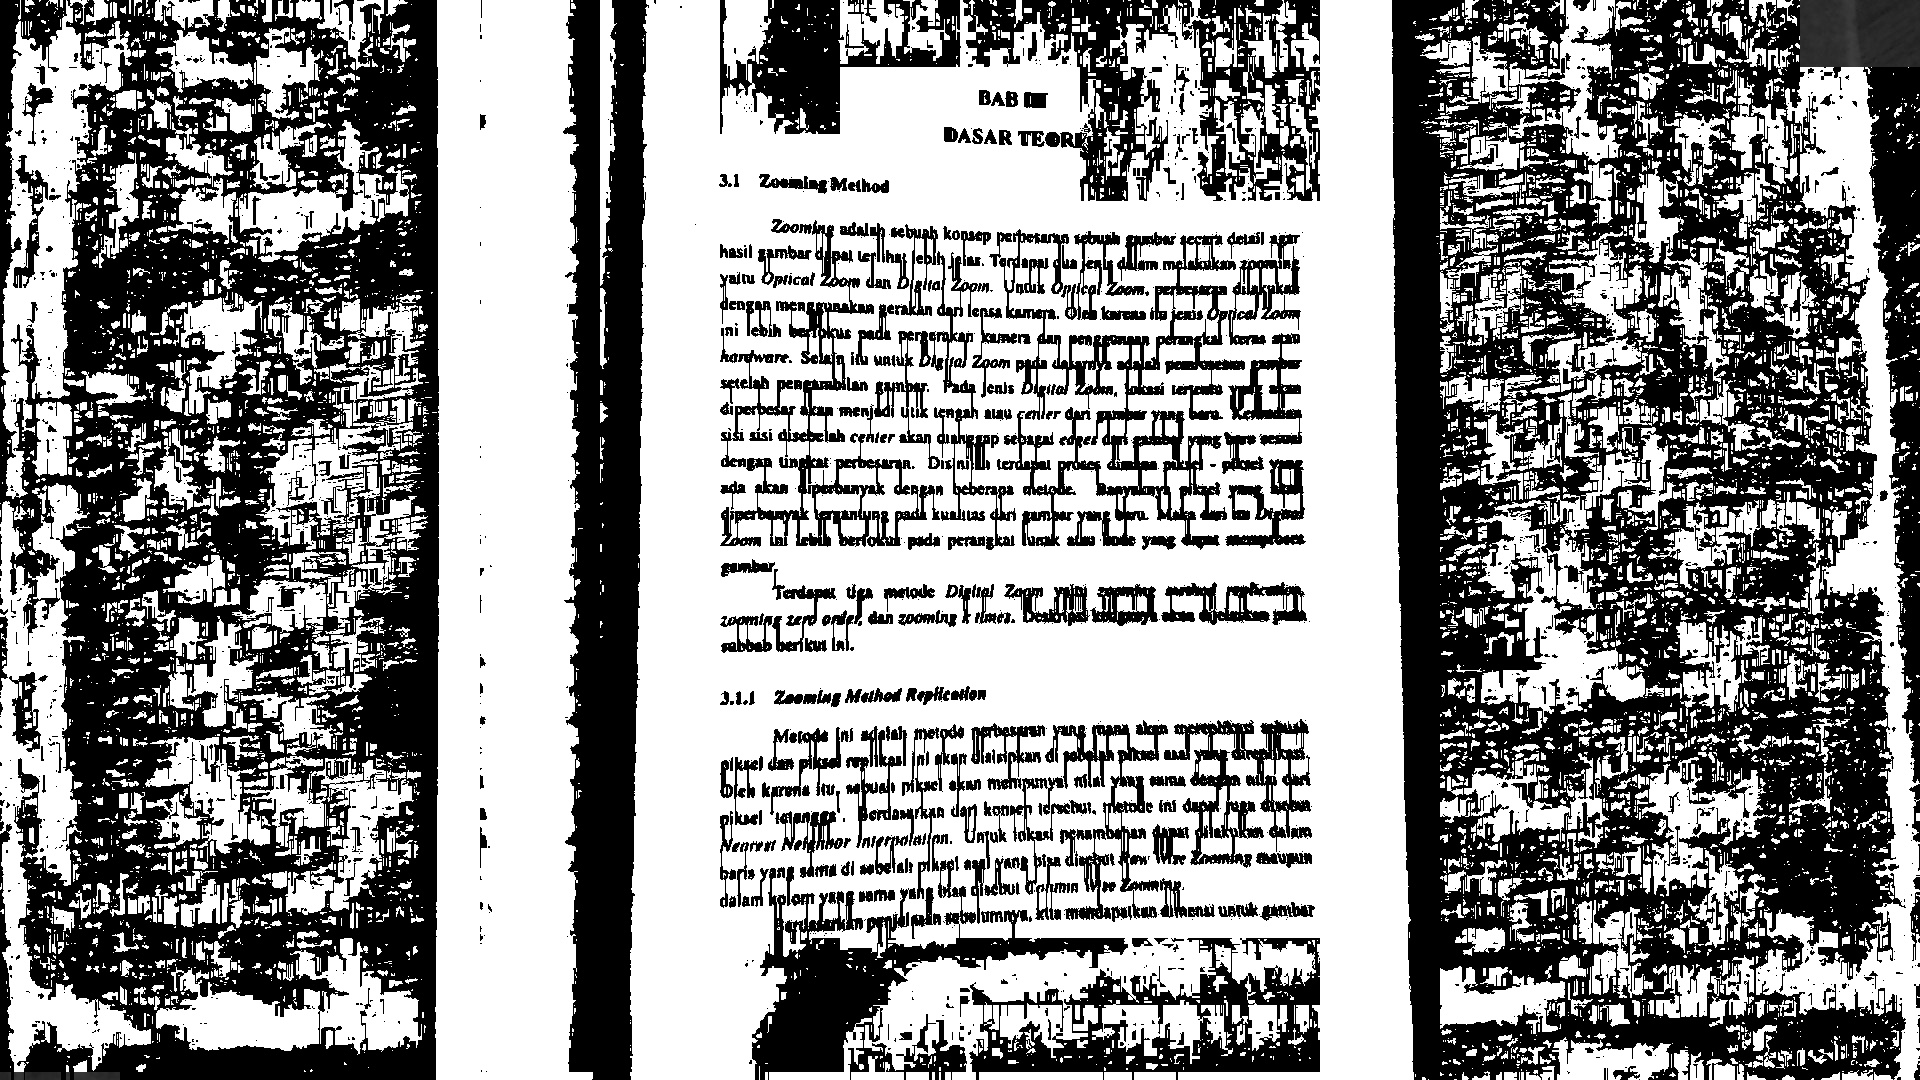 BAB III
DASAR TEORI
3.1 Zooming Method
Zooming adalah sebuah konsep perbesaran sebuah gambar secara detail agar
hasil gambar dapat terlihat lebih jelas. Terdapat dua jenis dalam melakukan zooming
yaitu Optical Zoom dan Digital Zoom. Untuk Optical Zoom, perbesaran dilakukan
dengan menggunakan gerakan dari lensa kamera. Oleh karena itu jenis Optical Zoom
ini lebih berfokus pada pergerakan kamera dan penggunaan perangkat keras atau
hardware. Selain itu untuk Digital Zoom pada dasarnya adalah pemrosesan gambar
setelah pengambilan gambar. Pada jenis Digital Zoom, lokasi tertentu yang akan
diperbesar akan menjadi titik tengah atau center dari gambar yang baru. Kemudian
sisi sisi disebelah center akan dianggap sebagai edges dari gambar yang baru sesuai
dengan tingkat perbesaran. Disinilah terdapat proses dimana piksel - piksel yang
ada akan diperbanyak dengan beberapa metode. Banyaknya piksel yang akan
diperbanyak tergantung pada kualitas dari gambar yang baru. Maka dari itu Digital
Zoom ini lebih berfokus pada perangkat lunak atau kode yang dapat memproses
gambar.
Terdapat tiga metode Digital Zoom yaitu zooming method replication,
zooming zero order, dan zooming k times. Deskripsi ketiganya akan dijelaskan pada
subbab berikut ini.
3.1.1 Zooming Method Replication
Metode ini adalah metode perbesaran yang mana akan mereplikasi sebuah
piksel dan piksel replikasi ini akan disisipkan di sebelah piksel asal yang direplikasi.
Oleh karena itu, sebuah piksel akan mempunyai nilai yang sama dengan nilai dari
piksel 'tetangga'. Berdasarkan dari konsep tersebut, metode ini dapat juga disebut
Nearest Neighbor Interpolation. Untuk lokasi penambahan dapat dilakukan dalam
baris yang sama di sebelah piksel asal yang bisa disebut Row Wise Zooming maupun
dalam kolom yang sama yang bisa disebut Column Wise Zooming.
Berdasarkan penjelasan sebelumnya, kita mendapatkan dimensi untuk gambar